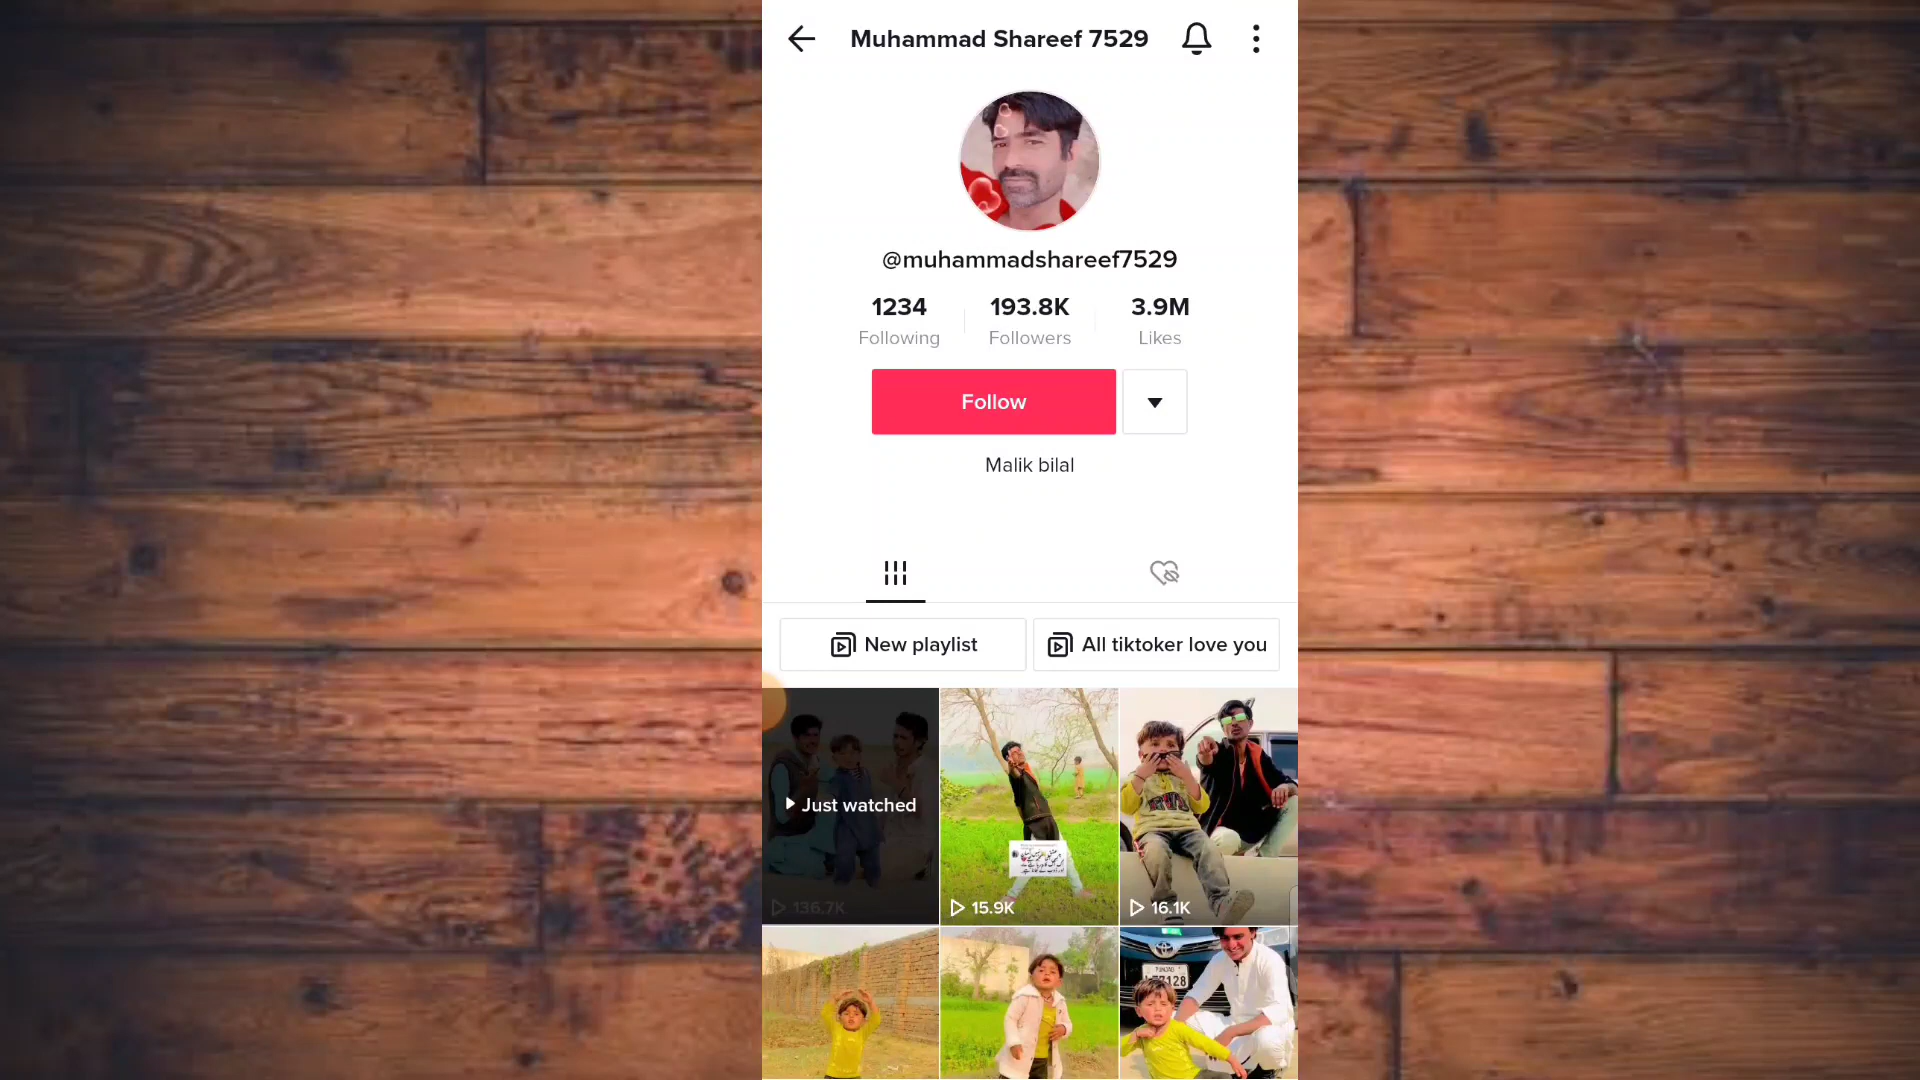 Muhammad Shareef 7529
@muhammadshareef7529
1234 193.8K 3.9M
Following Followers Likes
Follow
Malik bilal
New playlist All tiktoker love you
Just watched
136.7K 15.9K 16.1K